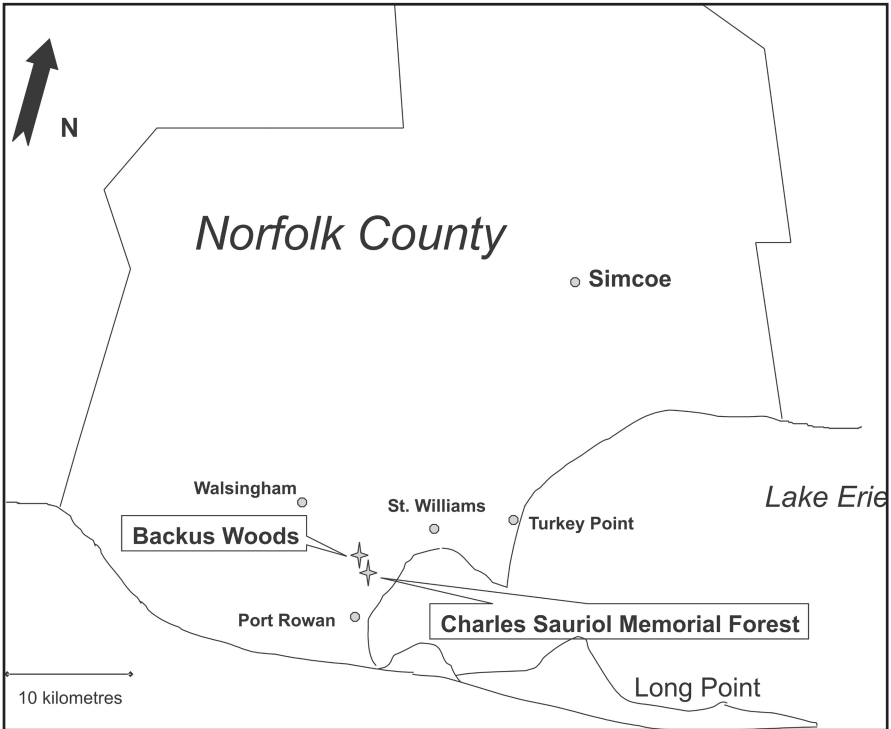 N
Norfolk County
Simcoe
Walsingham
St. Williams
Lake Erie
Turkey Point
Backus Woods
Port Rowan
Charles Sauriol Memorial Forest
Long Point
10 kilometres